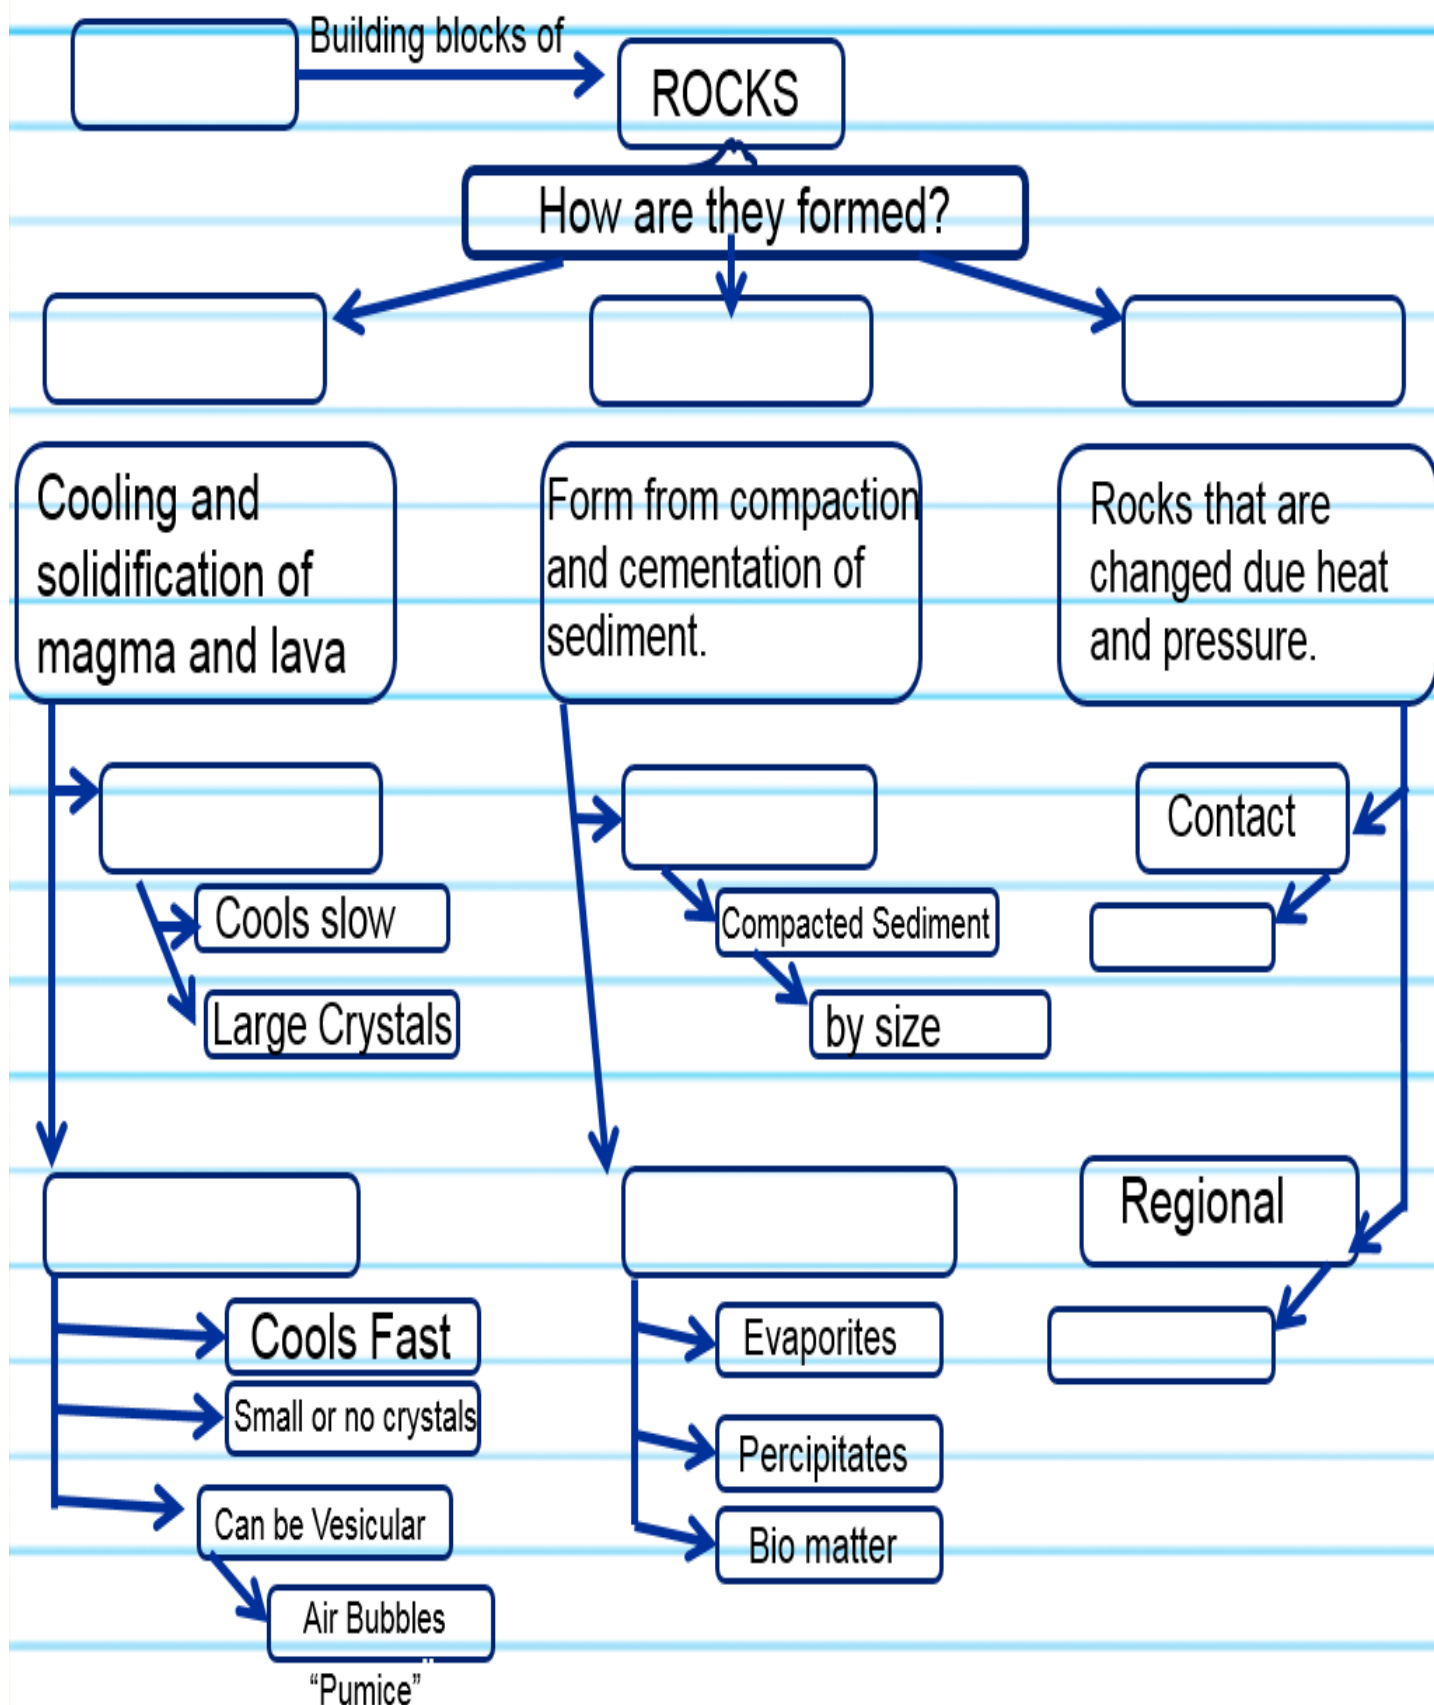 Building blocks of
ROCKS
How are they formed?
Cooling and
solidification of
magma and lava
Form from compaction
and cementation of
sediment.
Rocks that are
changed due heat
and pressure.
Contact
Cools slow
Compacted Sediment
Large Crystals
by size
Regional
Cools Fast
Evaporites
Small or no crystals
Percipitates
Can be Vesicular
Bio matter
Air Bubbles
“Pumice”